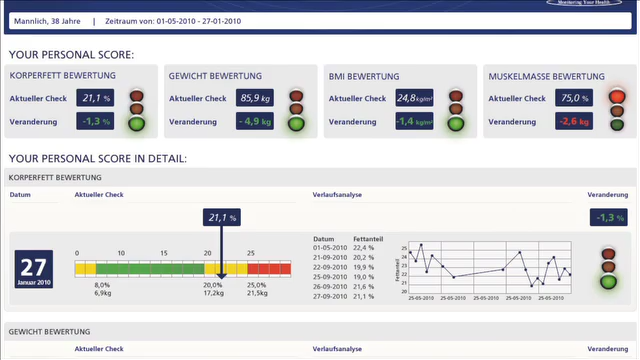 Monitoring Your Health
Mannlich, 38 Jahre | Zeitraum von: 01-05-2010 - 27-01-2010
YOUR PERSONAL SCORE:
KORPERFETT BEWERTUNG
Aktueller Check 21,1 %
Veranderung -1,3 %
GEWICHT BEWERTUNG
Aktueller Check 85,9 kg
Veranderung - 4,9 kg
BMI BEWERTUNG
Aktueller Check 24,8 kg/m²
Veranderung -1,4 kg/m²
MUSKELMASSE BEWERTUNG
Aktueller Check 75,0 %
Veranderung -2,6 kg
YOUR PERSONAL SCORE IN DETAIL:
KORPERFETT BEWERTUNG
Datum Aktueller Check Verlaufsanalyse Veranderung
21,1 % -1,3 %
27
Januar 2010
0 10 15 20 25
8,0% 20,0% 25,0%
6,9kg 17,2kg 21,5kg
Datum Fettanteil
01-05-2010 22,4 %
21-09-2010 20,2 %
22-09-2010 19,9 %
25-09-2010 19,0 %
26-09-2010 21,6 %
27-09-2010 21,1 %
Fettanteil
25
24
23
22
21
20
25-05-2010 25-05-2010 25-05-2010 25-05-2010
GEWICHT BEWERTUNG
Aktueller Check Verlaufsanalyse Veranderung